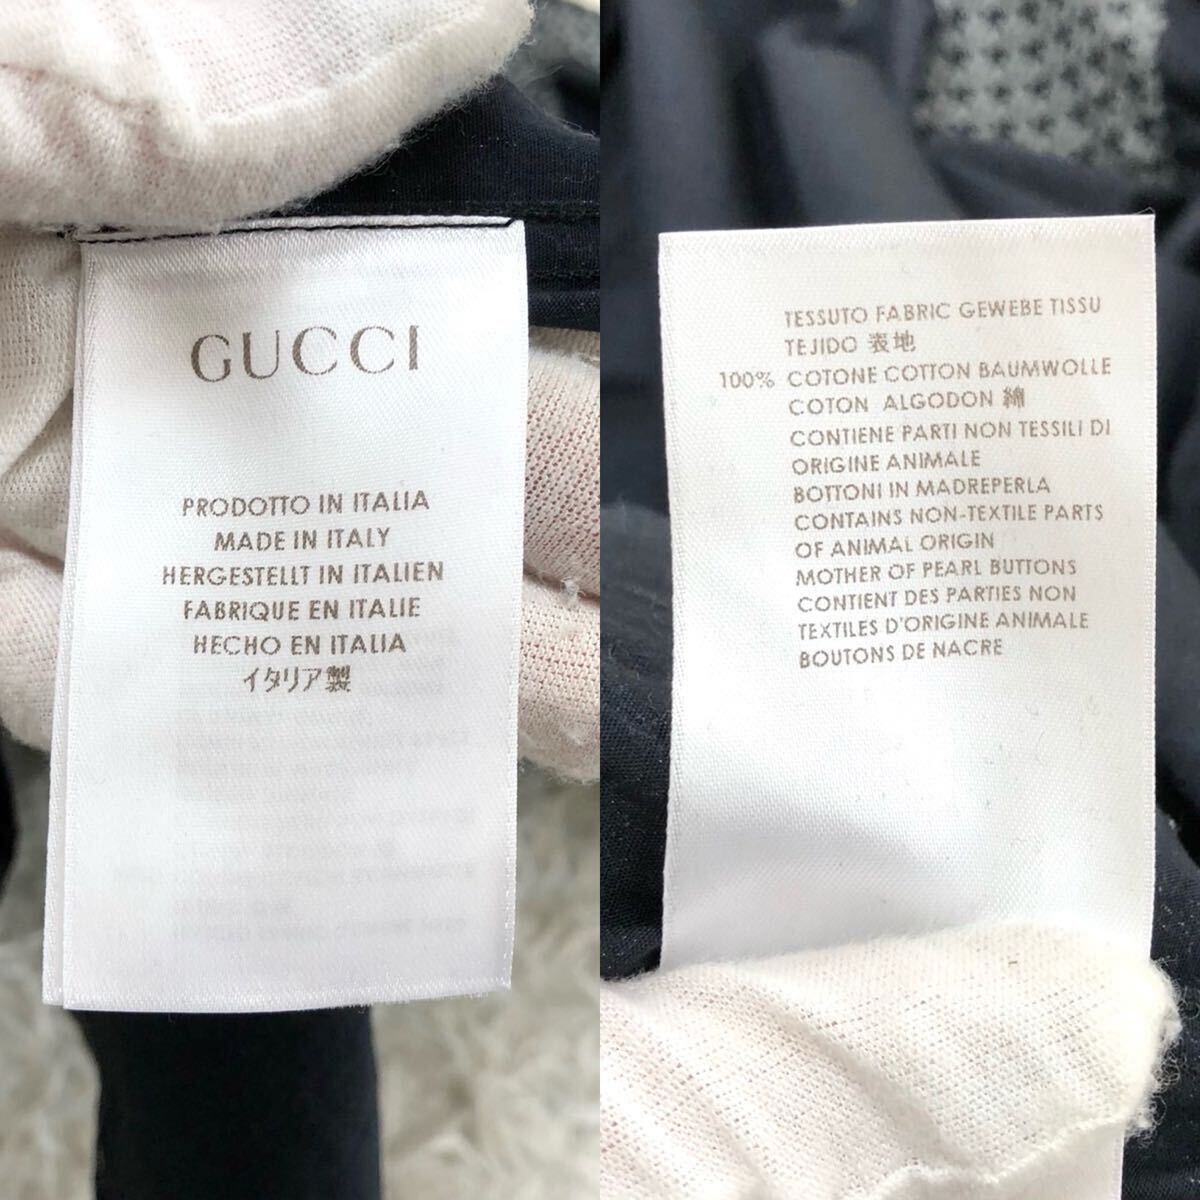 GUCCI
PRODOTTO IN ITALIA
MADE IN ITALY
HERGESTELLT IN ITALIEN
FABRIQUE EN ITALIE
HECHO EN ITALIA
イタリア製
TESSUTO FABRIC GEWEBE TISSU
TEJIDO 表地
100% COTONE COTTON BAUMWOLLE
COTON ALGODON 綿
CONTIENE PARTI NON TESSILI DI
ORIGINE ANIMALE
BOTTONI IN MADREPERLA
CONTAINS NON-TEXTILE PARTS
OF ANIMAL ORIGIN
MOTHER OF PEARL BUTTONS
CONTIENT DES PARTIES NON
TEXTILES D'ORIGINE ANIMALE
BOUTONS DE NACRE